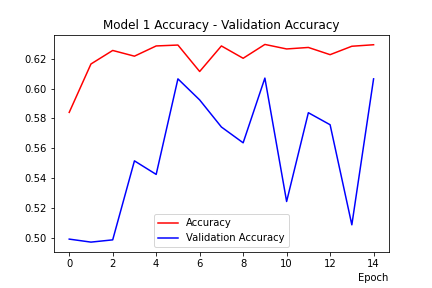 Model 1 Accuracy - Validation Accuracy
0.62
0.60
0.58
0.56
0.54
0.52
0.50
Accuracy
Validation Accuracy
0 2 4 6 8 10 12 14
Epoch